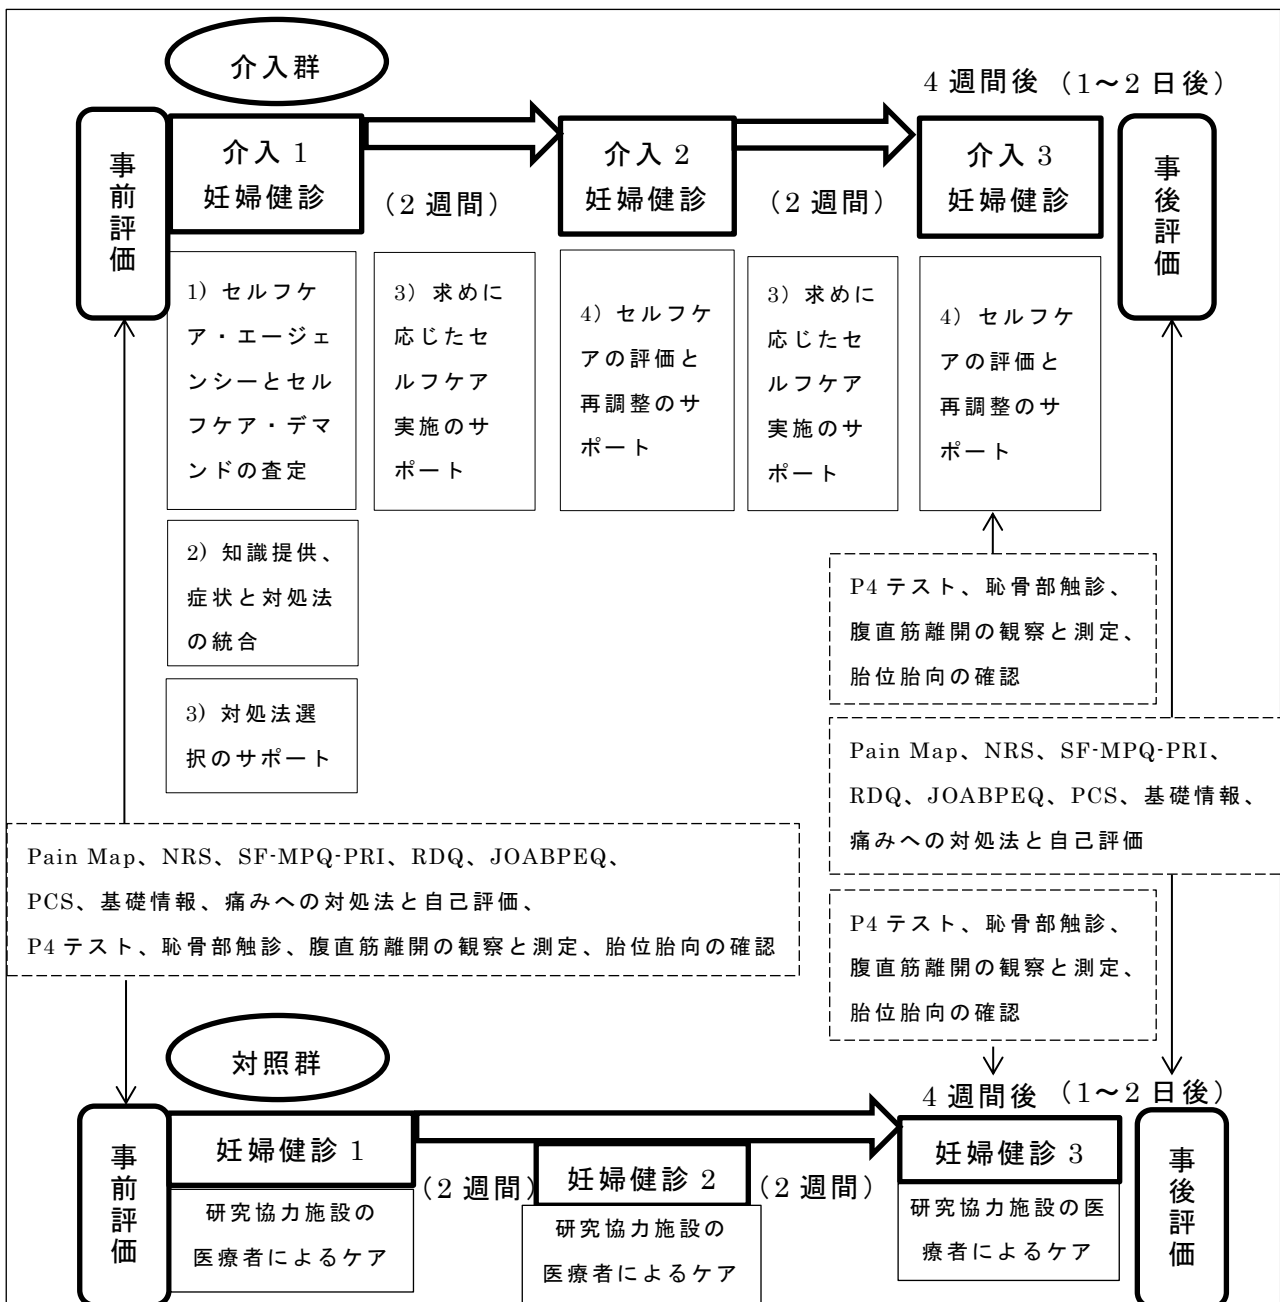 介入群
4 週間後 （1～2 日後）
事前評価
介入 1
妊婦健診
（2 週間）
介入 2
妊婦健診
（2 週間）
介入 3
妊婦健診
事後評価
1) セルフケ
ア・エージェ
ンシーとセル
フケア・デマ
ンドの査定
3）求めに
応じたセ
ルフケア
実施のサ
ポート
4）セルフケ
アの評価と
再調整のサ
ポート
3）求めに
応じたセ
ルフケア
実施のサ
ポート
4）セルフケ
アの評価と
再調整のサ
ポート
2) 知識提供、
症状と対処法
の統合
3) 対処法選
択のサポート
P4 テスト、恥骨部触診、
腹直筋離開の観察と測定、
胎位胎向の確認
Pain Map、NRS、SF-MPQ-PRI、
RDQ、JOABPEQ、PCS、基礎情報、
痛みへの対処法と自己評価
Pain Map、NRS、SF-MPQ-PRI、RDQ、JOABPEQ、
PCS、基礎情報、痛みへの対処法と自己評価、
P4 テスト、恥骨部触診、腹直筋離開の観察と測定、胎位胎向の確認
P4 テスト、恥骨部触診、
腹直筋離開の観察と測定、
胎位胎向の確認
対照群
4 週間後 （1～2 日後）
事前評価
妊婦健診 1
（2 週間）
妊婦健診 2
（2 週間）
妊婦健診 3
事後評価
研究協力施設の
医療者によるケア
研究協力施設の
医療者によるケア
研究協力施設の医
療者によるケア